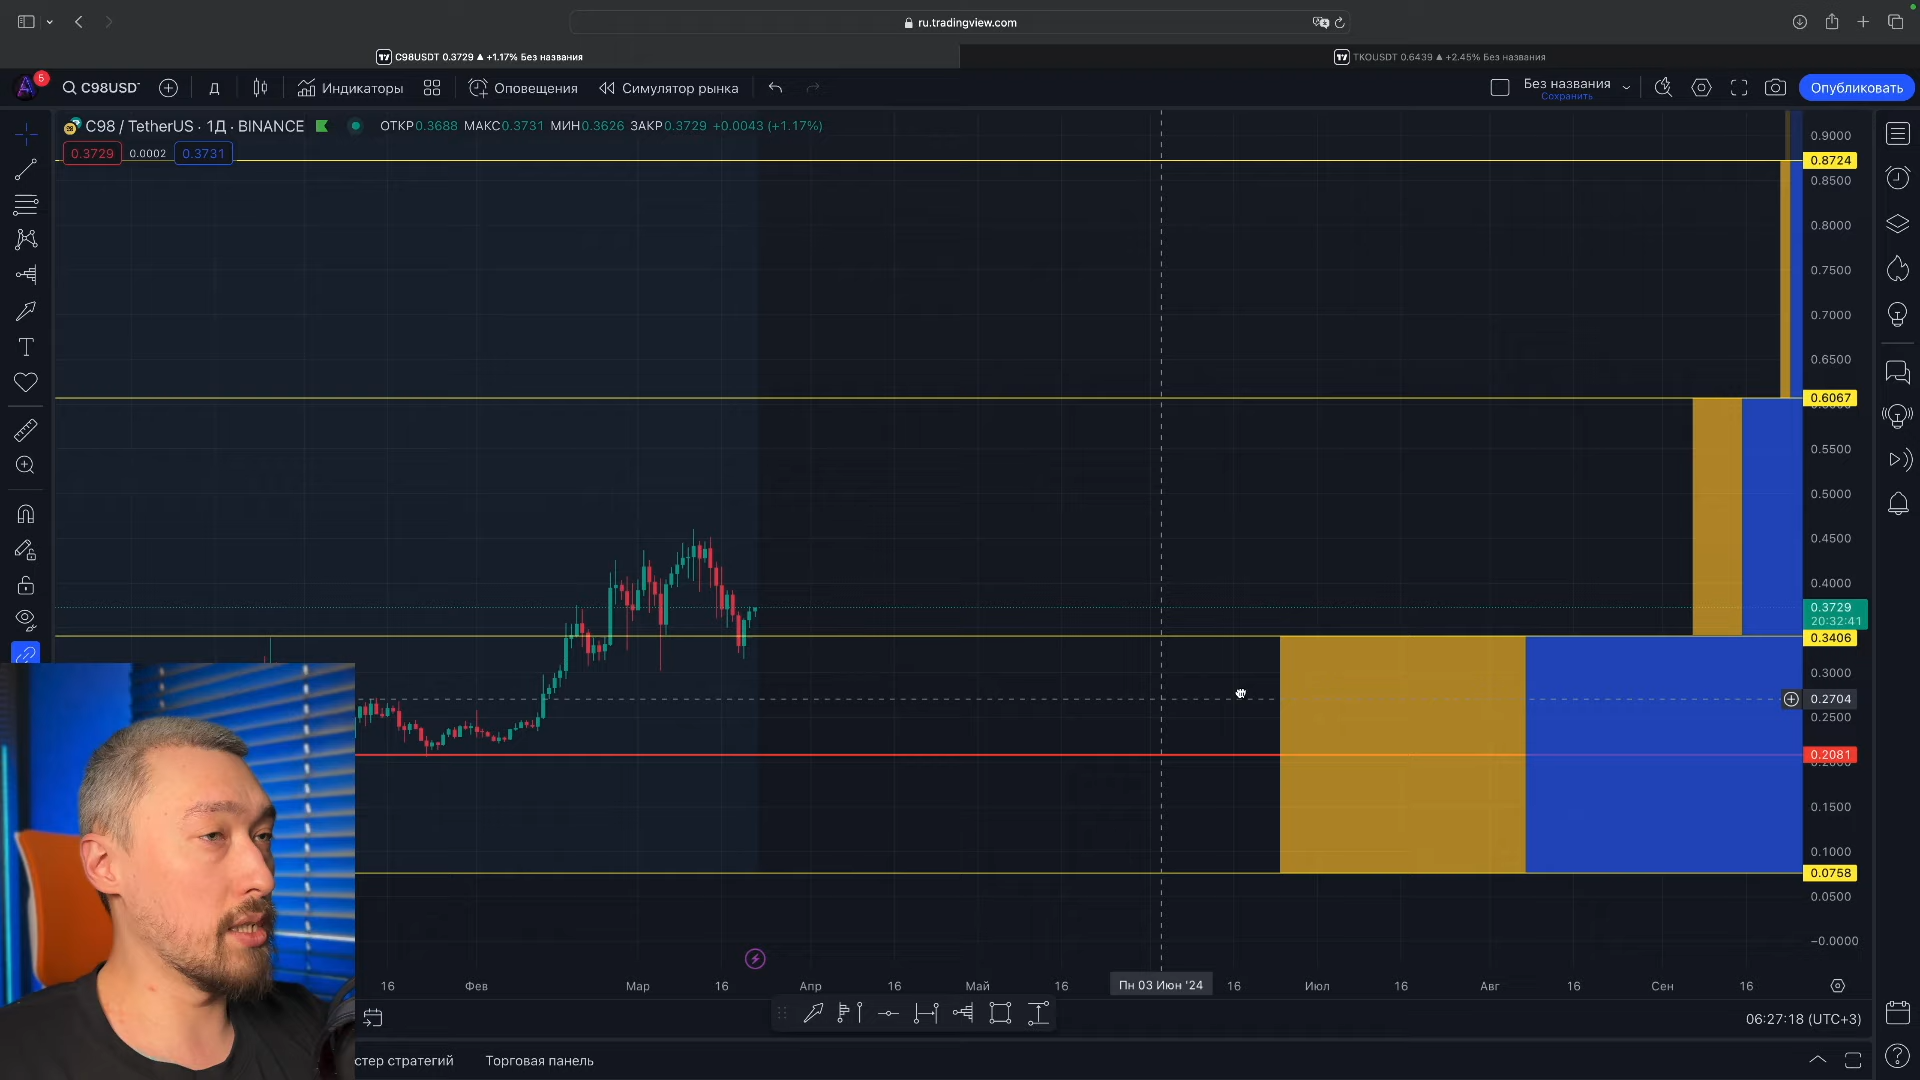 ru.tradingview.com
C98USDT 0.3729 ▲ +1.17% Без названия
TKOUSDT 0.6439 ▲ +2.45% Без названия
5
C98USD
Д
Индикаторы
Оповещения
Симулятор рынка
Без названия
Сохранить
Опубликовать
C98 / TetherUS · 1Д · BINANCE
ОТКР0.3688 МАКС0.3731 МИН0.3626 ЗАКР0.3729 +0.0043 (+1.17%)
0.3729 0.0002 0.3731
0.9000
0.8724
0.8500
0.8000
0.7500
0.7000
0.6500
0.6067
0.5500
0.5000
0.4500
0.4000
0.3729
20:32:41
0.3406
0.3000
0.2704
0.2500
0.2081
0.1500
0.1000
0.0758
0.0500
−0.0000
16 Фев Мар 16 Апр 16 Май 16 Пн 03 Июн '24 16 Июл 16 Авг 16 Сен 16
06:27:18 (UTC+3)
стер стратегий Торговая панель